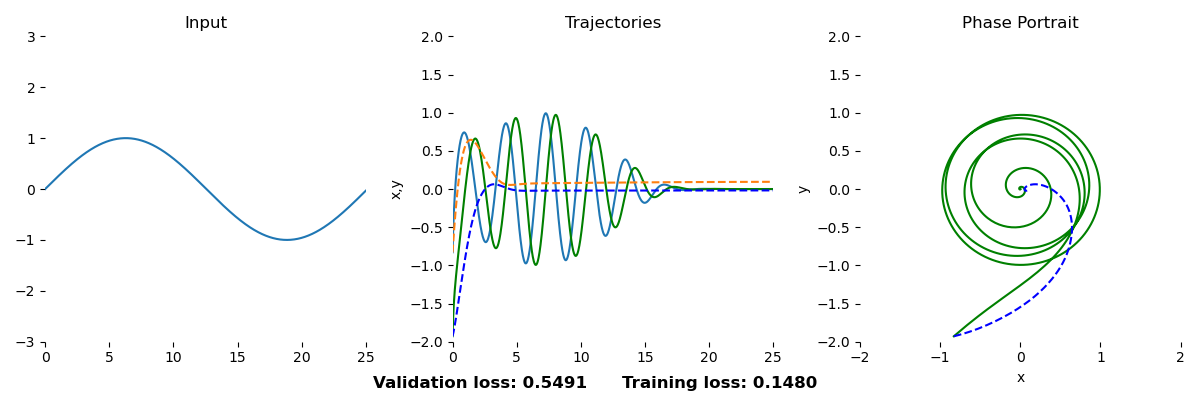 Input
3
2
1
0
−1
−2
−3
0 5 10 15 20 25
Trajectories
x,y
2.0
1.5
1.0
0.5
0.0
−0.5
−1.0
−1.5
−2.0
0 5 10 15 20 25
Phase Portrait
y
2.0
1.5
1.0
0.5
0.0
−0.5
−1.0
−1.5
−2.0
−2 −1 0 1 2
x
Validation loss: 0.5491 Training loss: 0.1480